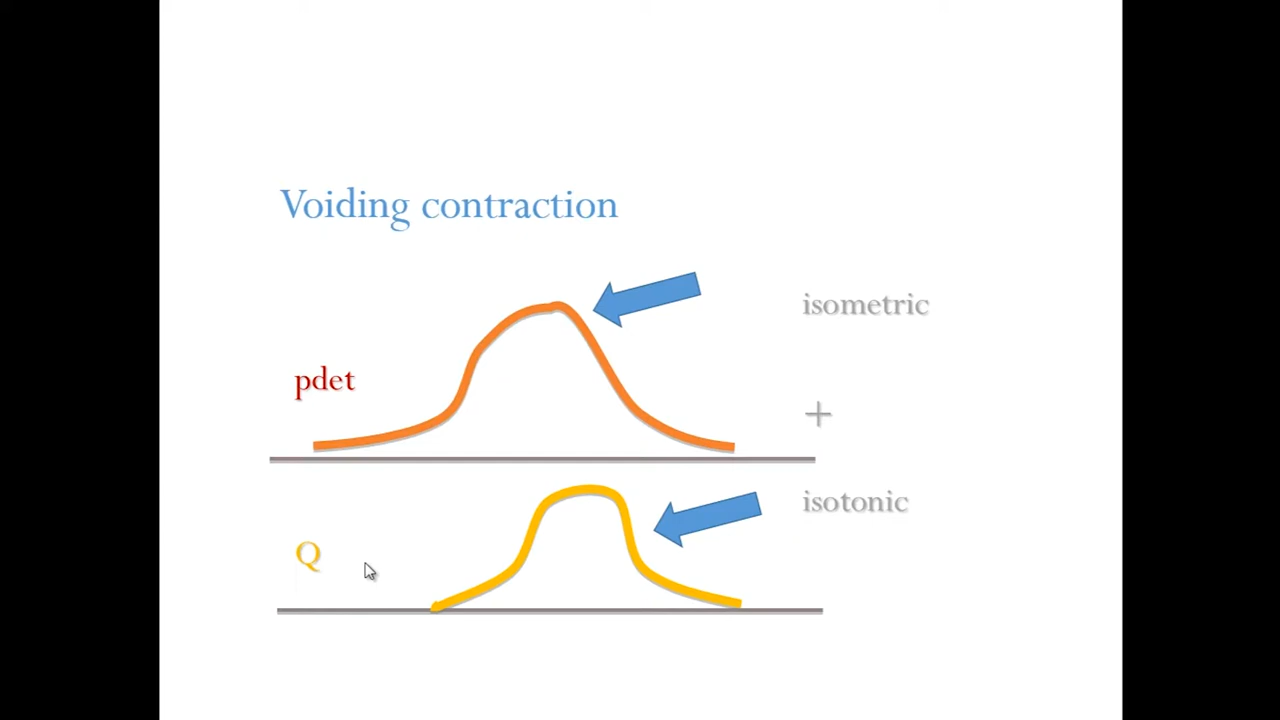 Voiding contraction
isometric
pdet
+
isotonic
Q